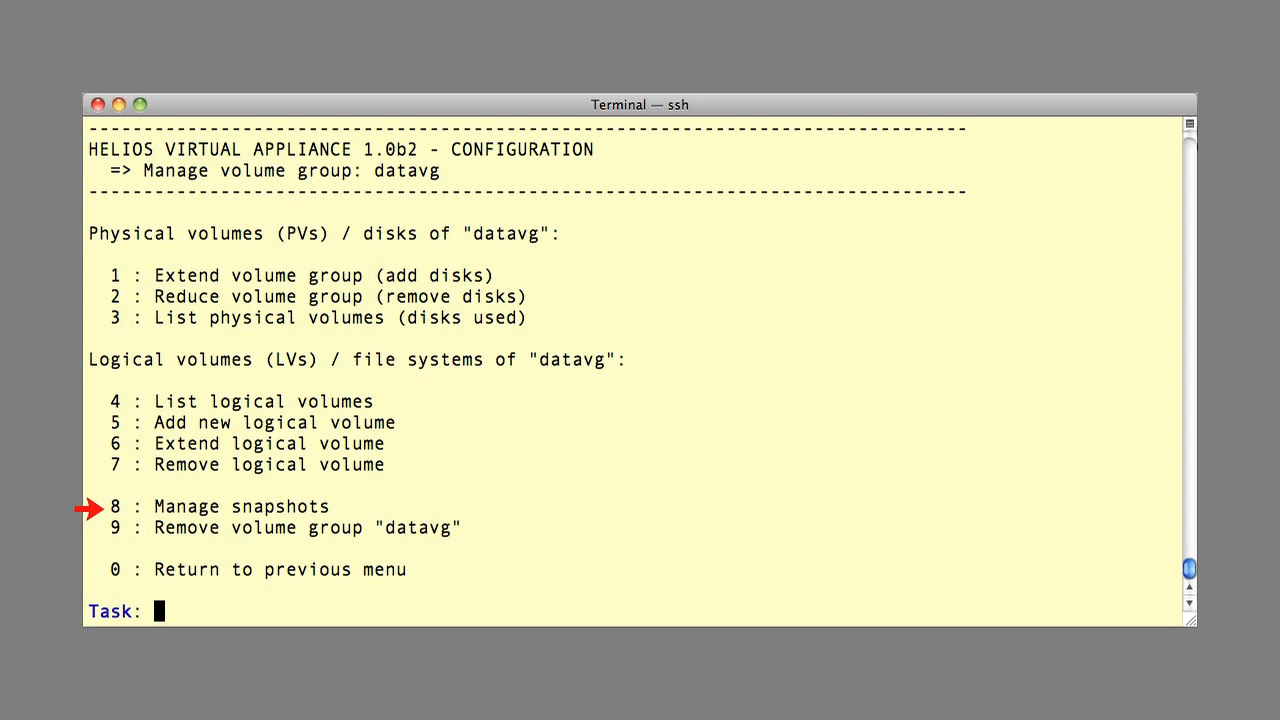 Terminal — ssh
--------------------------------------------------------------------------------
HELIOS VIRTUAL APPLIANCE 1.0b2 - CONFIGURATION
=> Manage volume group: datavg
--------------------------------------------------------------------------------
Physical volumes (PVs) / disks of "datavg":
1 : Extend volume group (add disks)
2 : Reduce volume group (remove disks)
3 : List physical volumes (disks used)
Logical volumes (LVs) / file systems of "datavg":
4 : List logical volumes
5 : Add new logical volume
6 : Extend logical volume
7 : Remove logical volume
8 : Manage snapshots
9 : Remove volume group "datavg"
0 : Return to previous menu
Task: